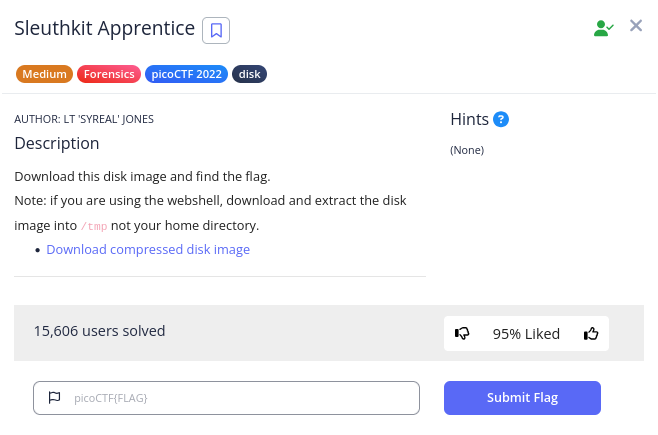 Sleuthkit Apprentice
Medium Forensics picoCTF 2022 disk
AUTHOR: LT 'SYREAL' JONES
Description
Download this disk image and find the flag.
Note: if you are using the webshell, download and extract the disk
image into /tmp not your home directory.
• Download compressed disk image
Hints ?
(None)
15,606 users solved
95% Liked
picoCTF{FLAG}
Submit Flag